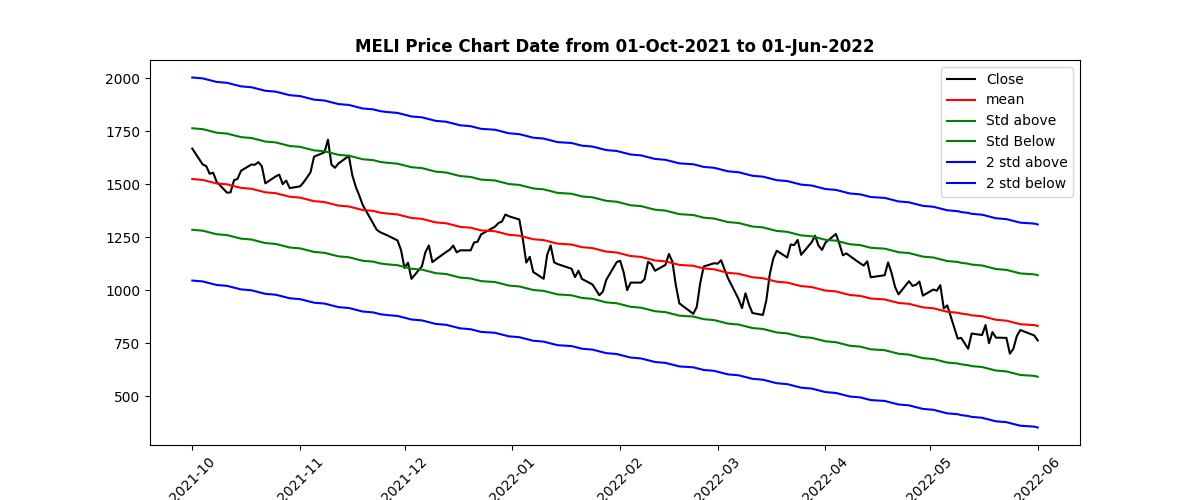 MELI Price Chart Date from 01-Oct-2021 to 01-Jun-2022
2000
1750
1500
1250
1000
750
500
Close
mean
Std above
Std Below
2 std above
2 std below
2021-10
2021-11
2021-12
2022-01
2022-02
2022-03
2022-04
2022-05
2022-06